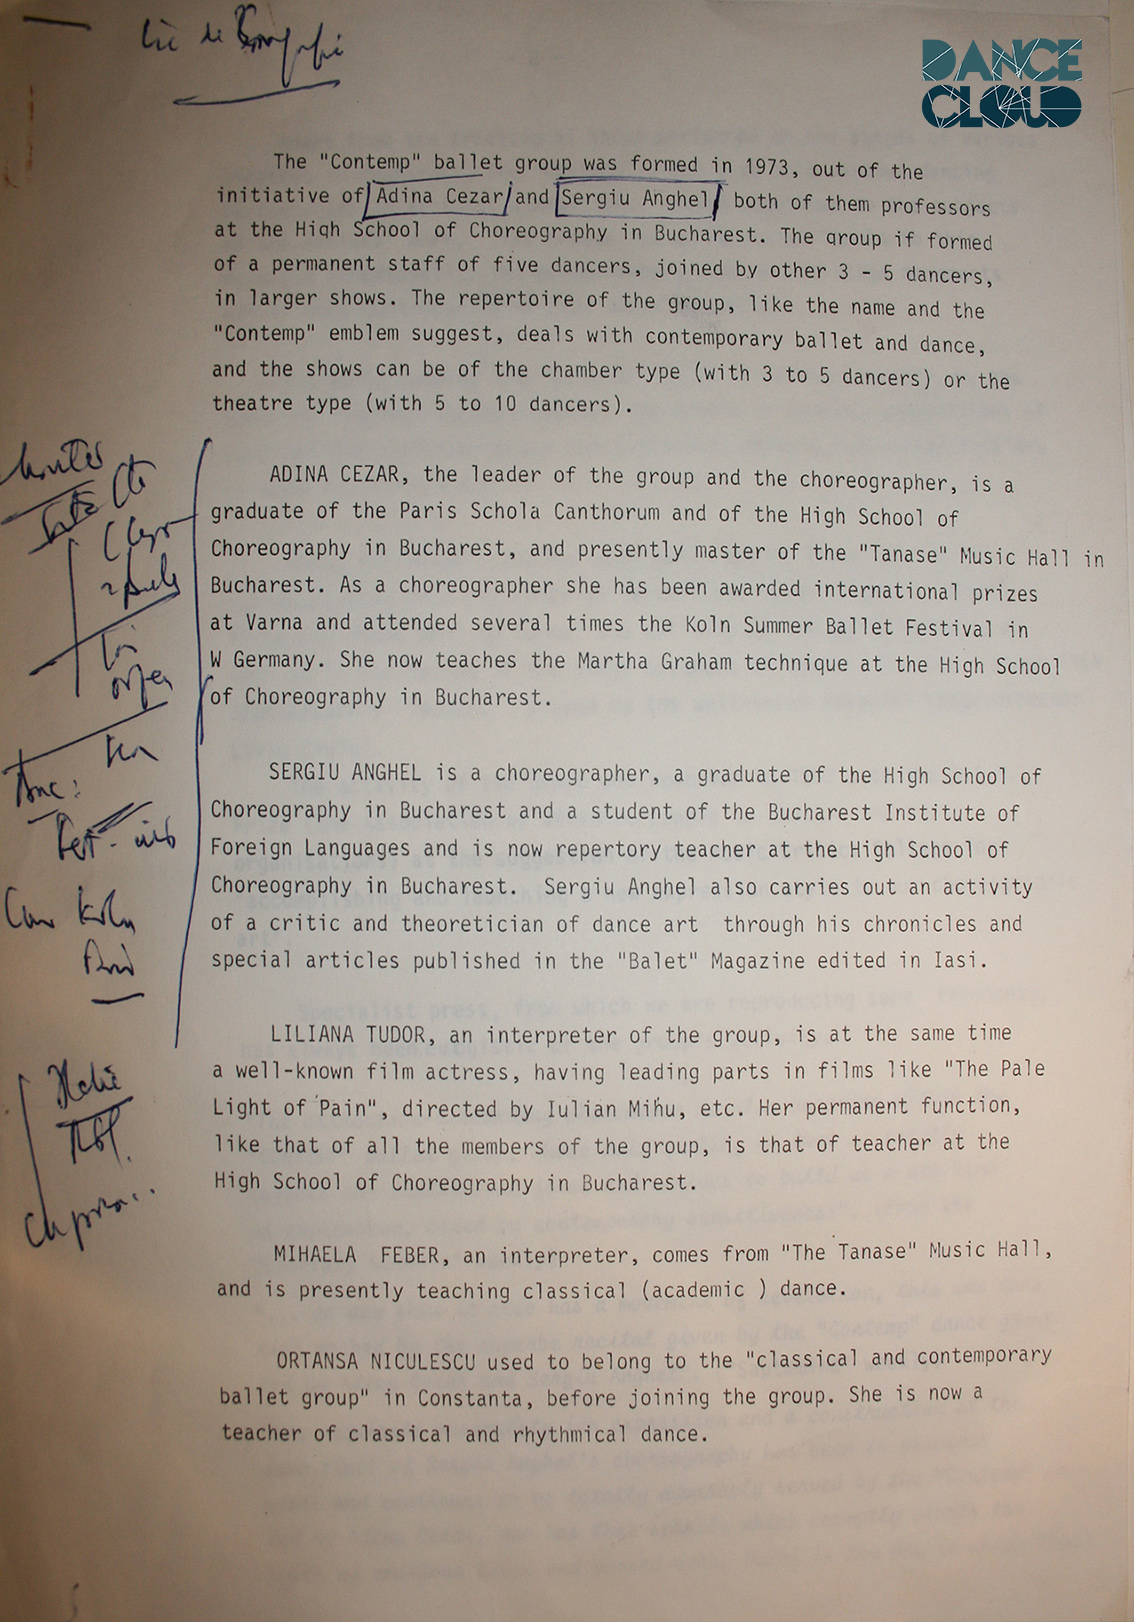 DANCE
CLOUD
The "Contemp" ballet group was formed in 1973, out of the
initiative of Adina Cezar and Sergiu Anghel both of them professors
at the High School of Choreography in Bucharest. The group if formed
of a permanent staff of five dancers, joined by other 3 - 5 dancers,
in larger shows. The repertoire of the group, like the name and the
"Contemp" emblem suggest, deals with contemporary ballet and dance,
and the shows can be of the chamber type (with 3 to 5 dancers) or the
theatre type (with 5 to 10 dancers).
ADINA CEZAR, the leader of the group and the choreographer, is a
graduate of the Paris Schola Canthorum and of the High School of
Choreography in Bucharest, and presently master of the "Tanase" Music Hall in
Bucharest. As a choreographer she has been awarded international prizes
at Varna and attended several times the Koln Summer Ballet Festival in
W Germany. She now teaches the Martha Graham technique at the High School
of Choreography in Bucharest.
SERGIU ANGHEL is a choreographer, a graduate of the High School of
Choreography in Bucharest and a student of the Bucharest Institute of
Foreign Languages and is now repertory teacher at the High School of
Choreography in Bucharest. Sergiu Anghel also carries out an activity
of a critic and theoretician of dance art through his chronicles and
special articles published in the "Balet" Magazine edited in Iasi.
LILIANA TUDOR, an interpreter of the group, is at the same time
a well-known film actress, having leading parts in films like "The Pale
Light of Pain", directed by Iulian Mihu, etc. Her permanent function,
like that of all the members of the group, is that of teacher at the
High School of Choreography in Bucharest.
MIHAELA FEBER, an interpreter, comes from "The Tanase" Music Hall,
and is presently teaching classical (academic ) dance.
ORTANSA NICULESCU used to belong to the "classical and contemporary
ballet group" in Constanta, before joining the group. She is now a
teacher of classical and rhythmical dance.